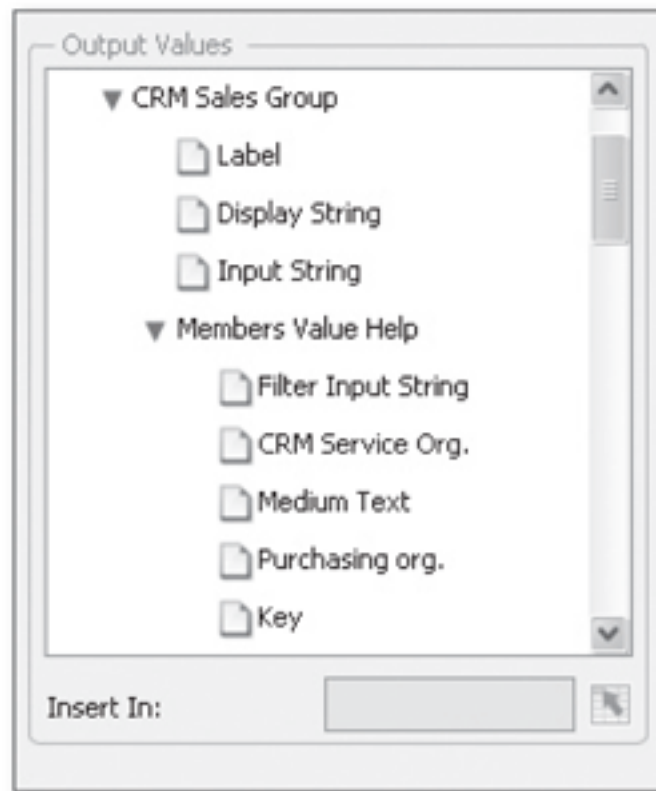 Output Values
CRM Sales Group
Label
Display String
Input String
Members Value Help
Filter Input String
CRM Service Org.
Medium Text
Purchasing org.
Key
Insert In: